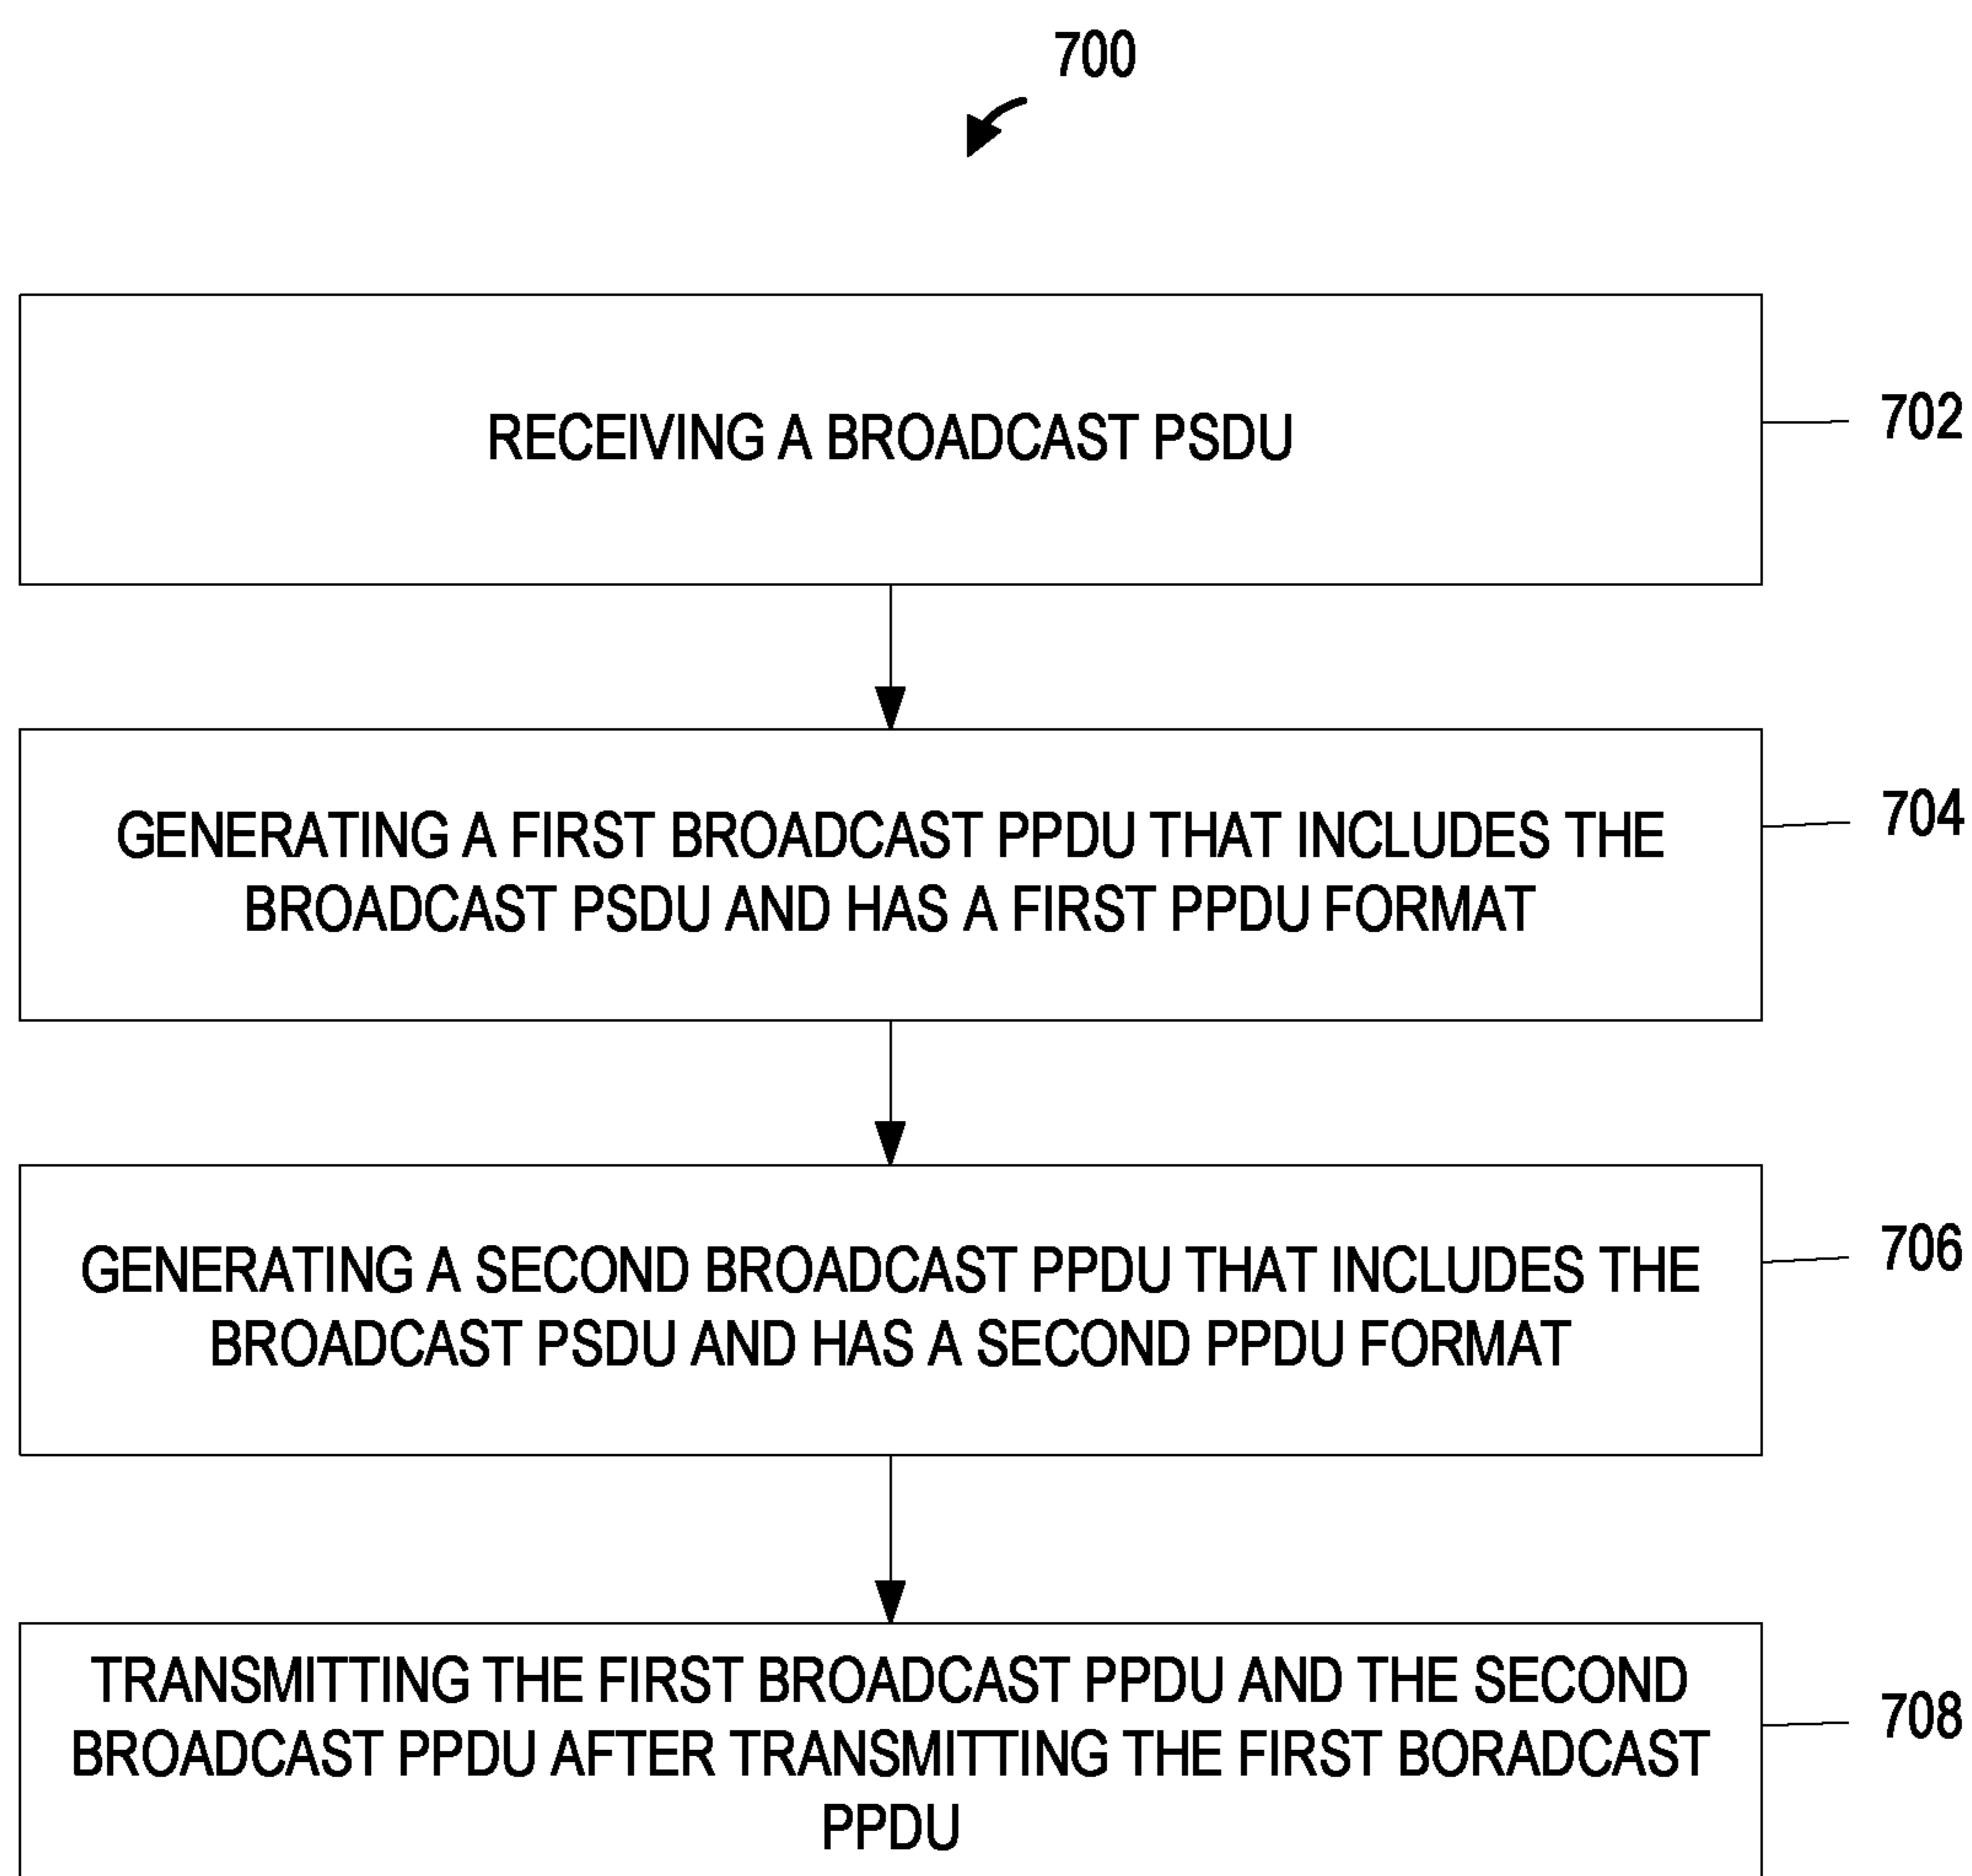 700
RECEIVING A BROADCAST PSDU
702
GENERATING A FIRST BROADCAST PPDU THAT INCLUDES THE
BROADCAST PSDU AND HAS A FIRST PPDU FORMAT
704
GENERATING A SECOND BROADCAST PPDU THAT INCLUDES THE
BROADCAST PSDU AND HAS A SECOND PPDU FORMAT
706
TRANSMITTING THE FIRST BROADCAST PPDU AND THE SECOND
BROADCAST PPDU AFTER TRANSMITTING THE FIRST BORADCAST
PPDU
708